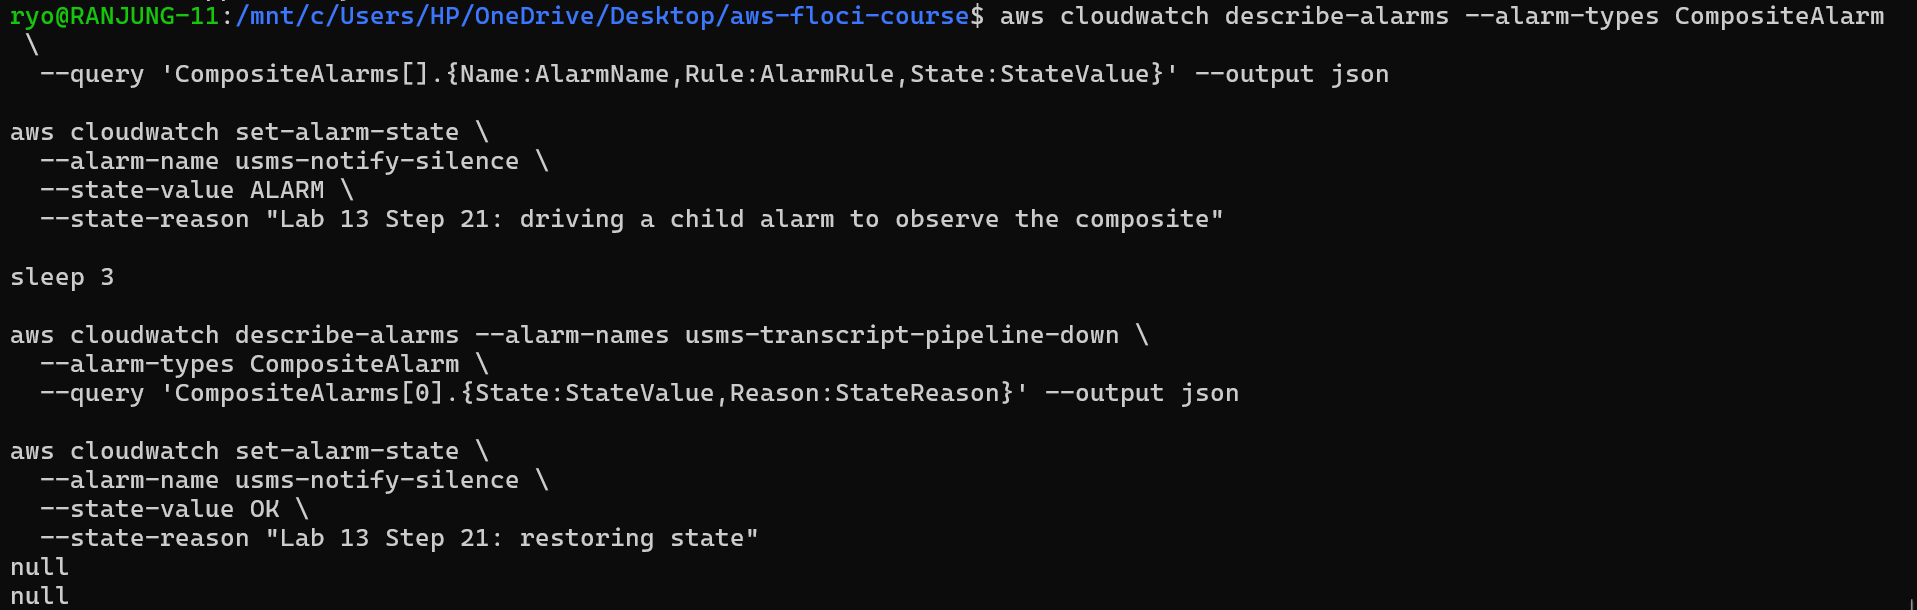 ryo@RANJUNG-11:/mnt/c/Users/HP/OneDrive/Desktop/aws-floci-course$ aws cloudwatch describe-alarms --alarm-types CompositeAlarm
 \
  --query 'CompositeAlarms[].{Name:AlarmName,Rule:AlarmRule,State:StateValue}' --output json

aws cloudwatch set-alarm-state \
  --alarm-name usms-notify-silence \
  --state-value ALARM \
  --state-reason "Lab 13 Step 21: driving a child alarm to observe the composite"

sleep 3

aws cloudwatch describe-alarms --alarm-names usms-transcript-pipeline-down \
  --alarm-types CompositeAlarm \
  --query 'CompositeAlarms[0].{State:StateValue,Reason:StateReason}' --output json

aws cloudwatch set-alarm-state \
  --alarm-name usms-notify-silence \
  --state-value OK \
  --state-reason "Lab 13 Step 21: restoring state"
null
null